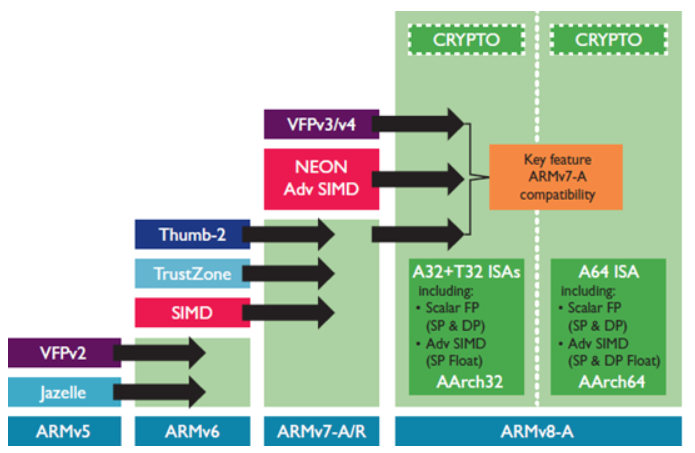 CRYPTO
CRYPTO
VFPv3/v4
NEON
Adv SIMD
Key feature
ARMv7-A
compatibility
Thumb-2
TrustZone
SIMD
A32+T32 ISAs
including:
• Scalar FP
(SP & DP)
• Adv SIMD
(SP Float)
AArch32
A64 ISA
including:
• Scalar FP
(SP & DP)
• Adv SIMD
(SP & DP Float)
AArch64
VFPv2
Jazelle
ARMv5
ARMv6
ARMv7-A/R
ARMv8-A